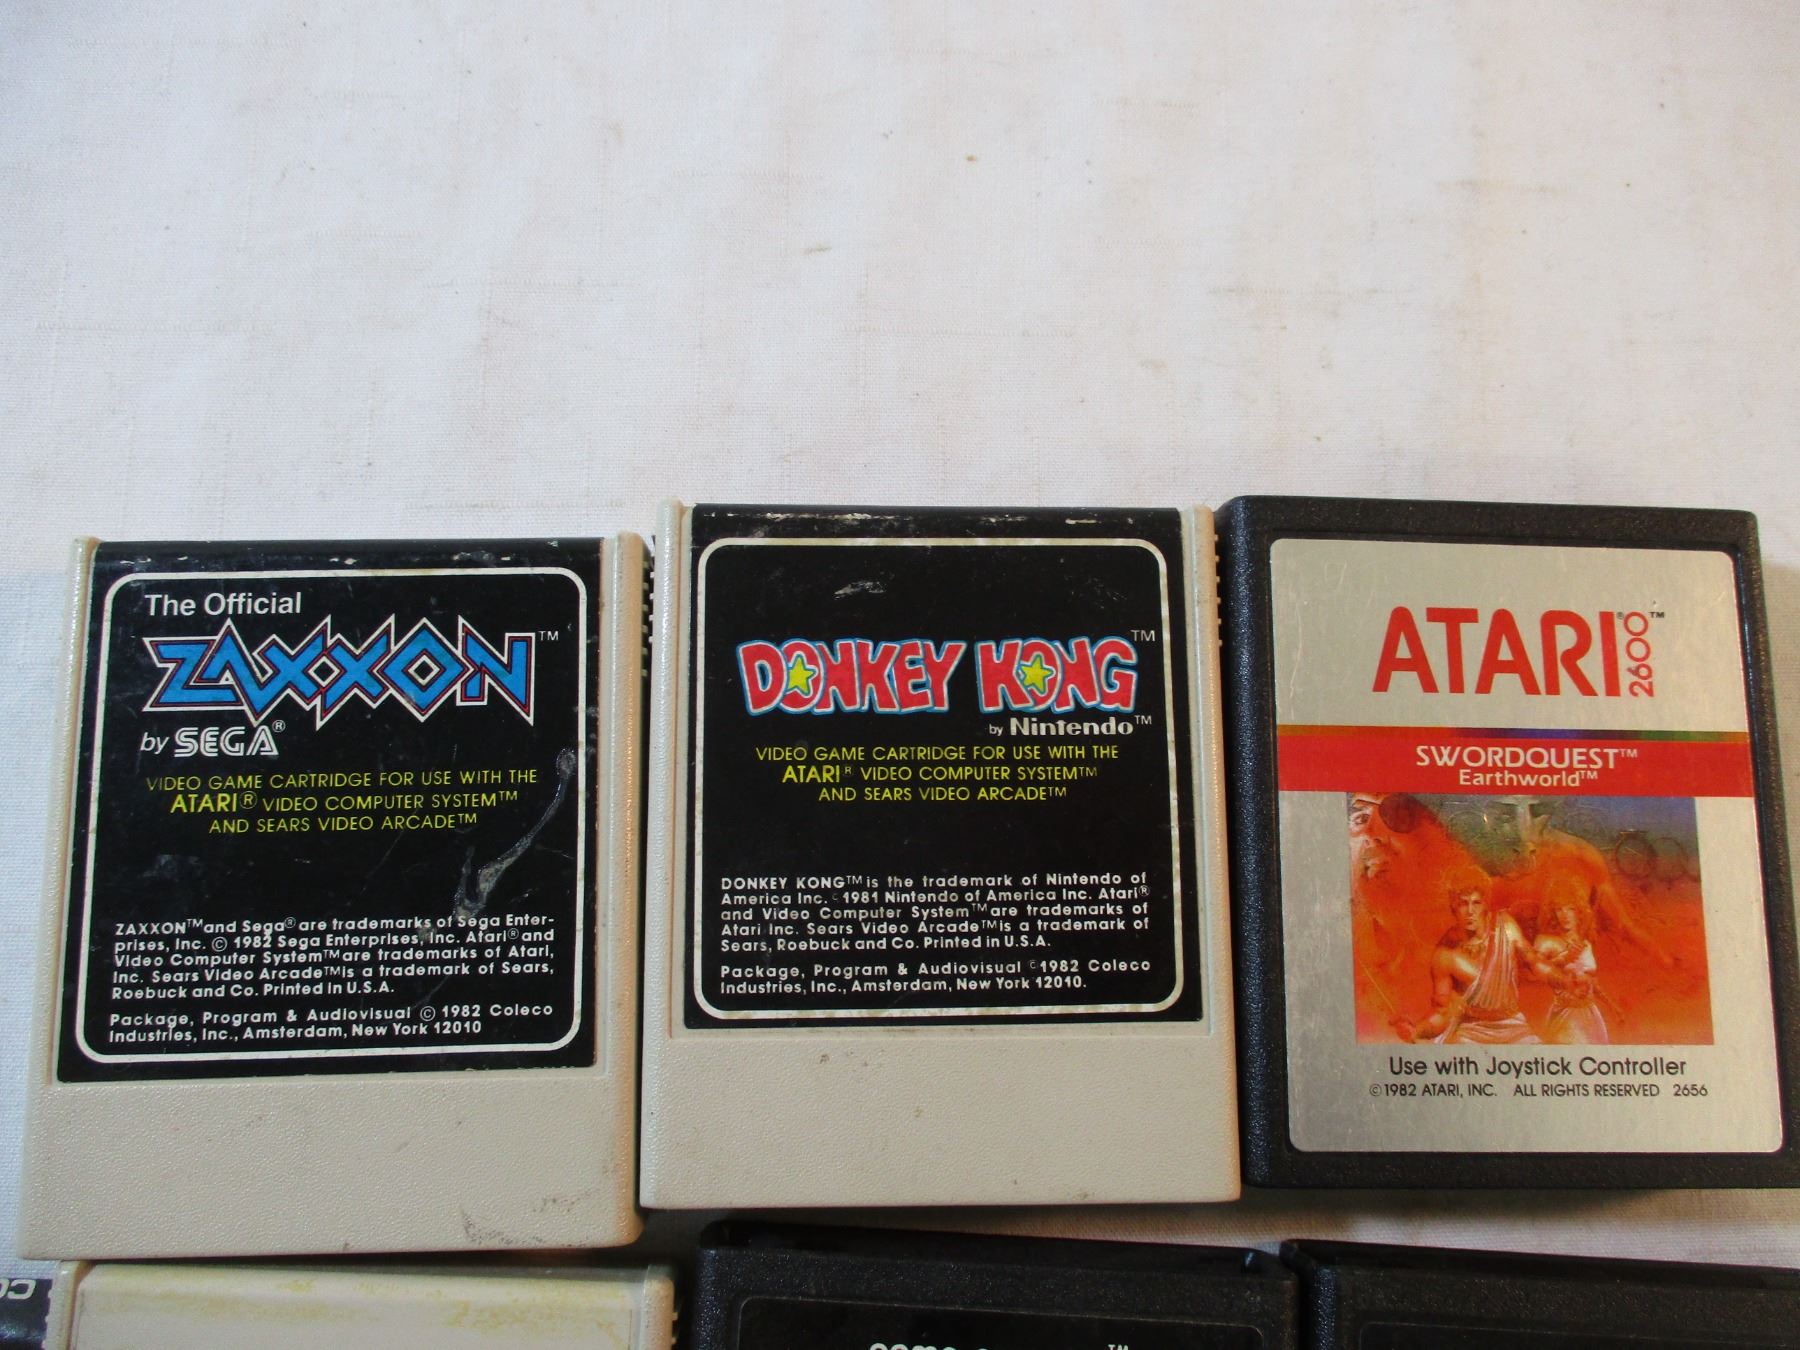 The Official
ZAXXON™
by SEGA®
VIDEO GAME CARTRIDGE FOR USE WITH THE
ATARI® VIDEO COMPUTER SYSTEM™
AND SEARS VIDEO ARCADE™
ZAXXON™ and Sega® are trademarks of Sega Enter-
prises, Inc. © 1982 Sega Enterprises, Inc. Atari® and
Video Computer System™ are trademarks of Atari,
Inc. Sears Video Arcade™ is a trademark of Sears,
Roebuck and Co. Printed in U.S.A.
Package, Program & Audiovisual © 1982 Coleco
Industries, Inc., Amsterdam, New York 12010
DONKEY KONG™
by Nintendo™
VIDEO GAME CARTRIDGE FOR USE WITH THE
ATARI® VIDEO COMPUTER SYSTEM™
AND SEARS VIDEO ARCADE™
DONKEY KONG™ is the trademark of Nintendo of
America Inc. © 1981 Nintendo of America Inc. Atari®
and Video Computer System™ are trademarks of
Atari Inc. Sears Video Arcade™ is a trademark of
Sears, Roebuck and Co. Printed in U.S.A.
Package, Program & Audiovisual © 1982 Coleco
Industries, Inc., Amsterdam, New York 12010.
ATARI® 2600™
SWORDQUEST™
Earthworld™
Use with Joystick Controller
© 1982 ATARI, INC. ALL RIGHTS RESERVED 2656